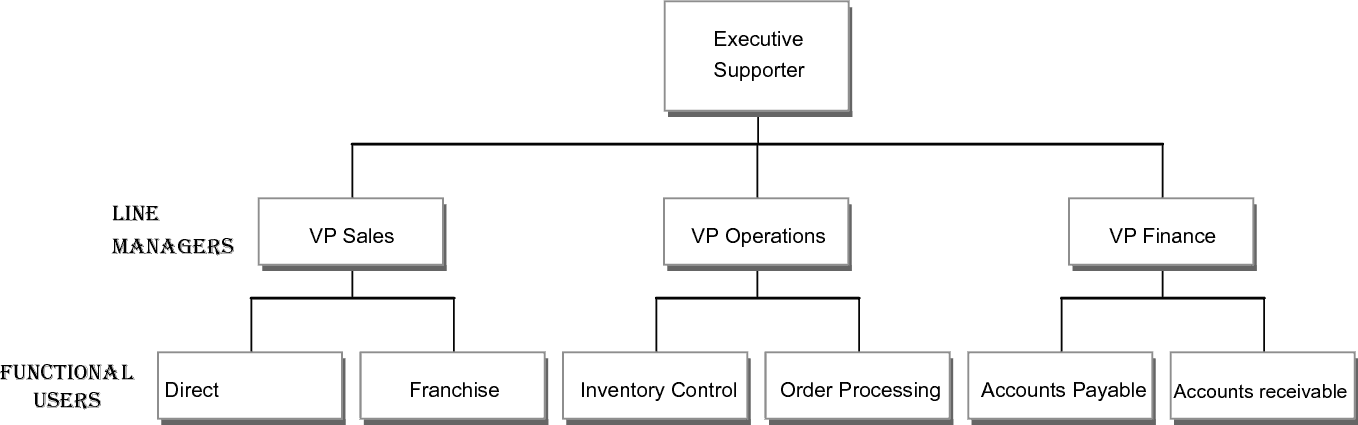 Executive
Supporter
LINE
MANAGERS
VP Sales
VP Operations
VP Finance
FUNCTIONAL
USERS
Direct
Franchise
Inventory Control
Order Processing
Accounts Payable
Accounts receivable